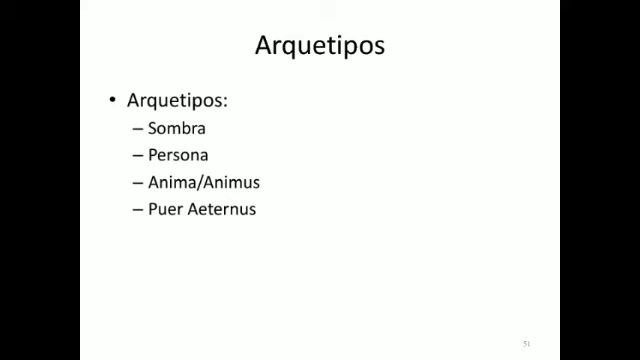 Arquetipos
• Arquetipos:
– Sombra
– Persona
– Anima/Animus
– Puer Aeternus
51